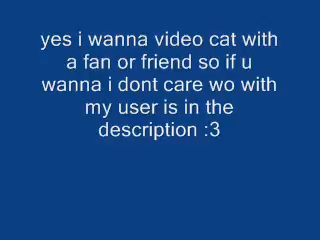 yes i wanna video cat with
a fan or friend so if u
wanna i dont care wo with
my user is in the
description :3